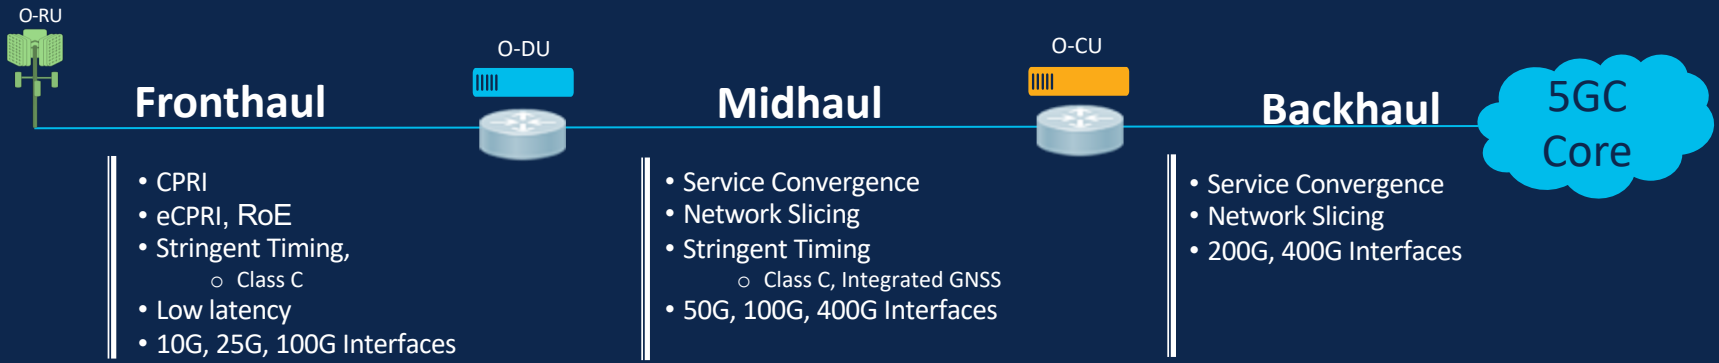 O-RU
O-DU
O-CU
Fronthaul
Midhaul
Backhaul
5GC
Core
• CPRI
• eCPRI, RoE
• Stringent Timing,
o Class C
• Low latency
• 10G, 25G, 100G Interfaces
• Service Convergence
• Network Slicing
• Stringent Timing
o Class C, Integrated GNSS
• 50G, 100G, 400G Interfaces
• Service Convergence
• Network Slicing
• 200G, 400G Interfaces